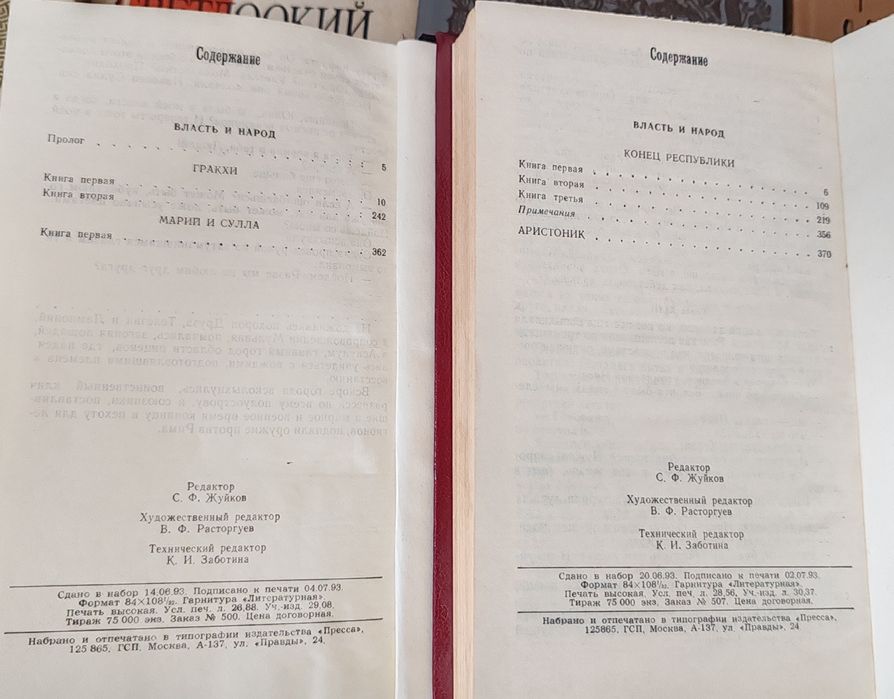 ЕТЛОВСКИЙ
Содержание
ВЛАСТЬ И НАРОД
Пролог . . . . . . . . . . . . . 5
ГРАКХИ
Книга первая . . . . . . . . . . . . 10
Книга вторая . . . . . . . . . . . . 242
МАРИЙ И СУЛЛА
Книга первая . . . . . . . . . . . . 362
Редактор
С. Ф. Жуйков
Художественный редактор
В. Ф. Расторгуев
Технический редактор
К. И. Заботина
Сдано в набор 14.06.93. Подписано к печати 04.07.93.
Формат 84×108 1/32. Гарнитура «Литературная».
Печать высокая. Усл. печ. л. 26,88. Уч.-изд. 29,08.
Тираж 75 000 экз. Заказ № 500. Цена договорная.
Набрано и отпечатано в типографии издательства «Пресса»,
125 865, ГСП, Москва, А-137, ул. «Правды», 24.
Содержание
ВЛАСТЬ И НАРОД
КОНЕЦ РЕСПУБЛИКИ
Книга первая . . . . . . . . . . . . 6
Книга вторая . . . . . . . . . . . . 109
Книга третья . . . . . . . . . . . . 219
Примечания . . . . . . . . . . . . 356
АРИСТОНИК . . . . . . . . . . . . 370
Редактор
С. Ф. Жуйков
Художественный редактор
В. Ф. Расторгуев
Технический редактор
К. И. Заботина
Сдано в набор 20.06.93. Подписано к печати 02.07.93.
Формат 84×108 1/32. Гарнитура «Литературная».
Печать высокая. Усл. печ. л. 28,56. Уч.-изд. л. 30,37.
Тираж 75 000 экз. Заказ № 507. Цена договорная.
Набрано и отпечатано в типографии издательства «Пресса»,
125865, ГСП, Москва, А-137, ул. «Правды», 24.